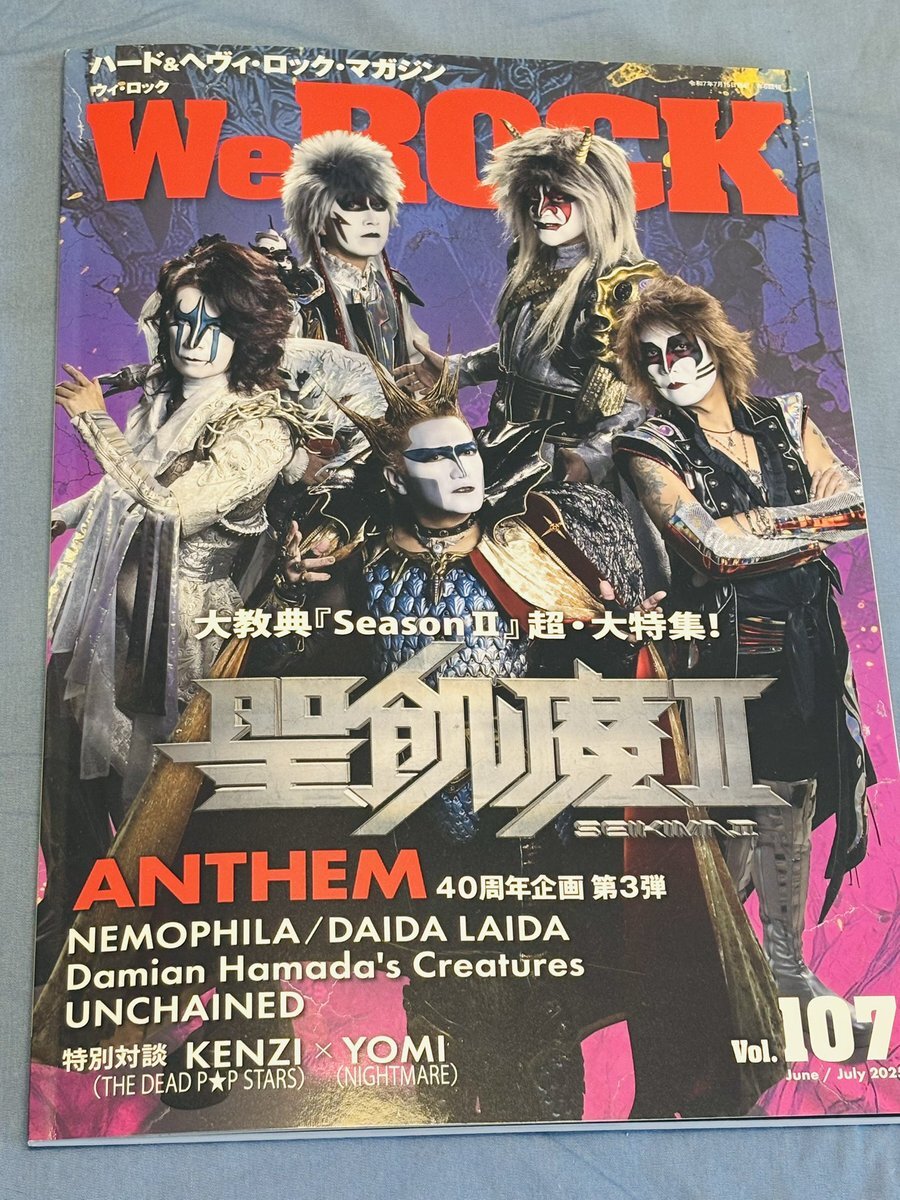 ハード&ヘヴィ・ロック・マガジン
ウィ・ロック
We ROCK
大教典『Season II』超・大特集!
聖飢魔II
SEIKIMA-II
ANTHEM 40周年企画 第3弾
NEMOPHILA/DAIDA LAIDA
Damian Hamada's Creatures
UNCHAINED
特別対談 KENZI × YOMI
(THE DEAD P★P STARS) (NIGHTMARE)
Vol. 107
June / July 2025